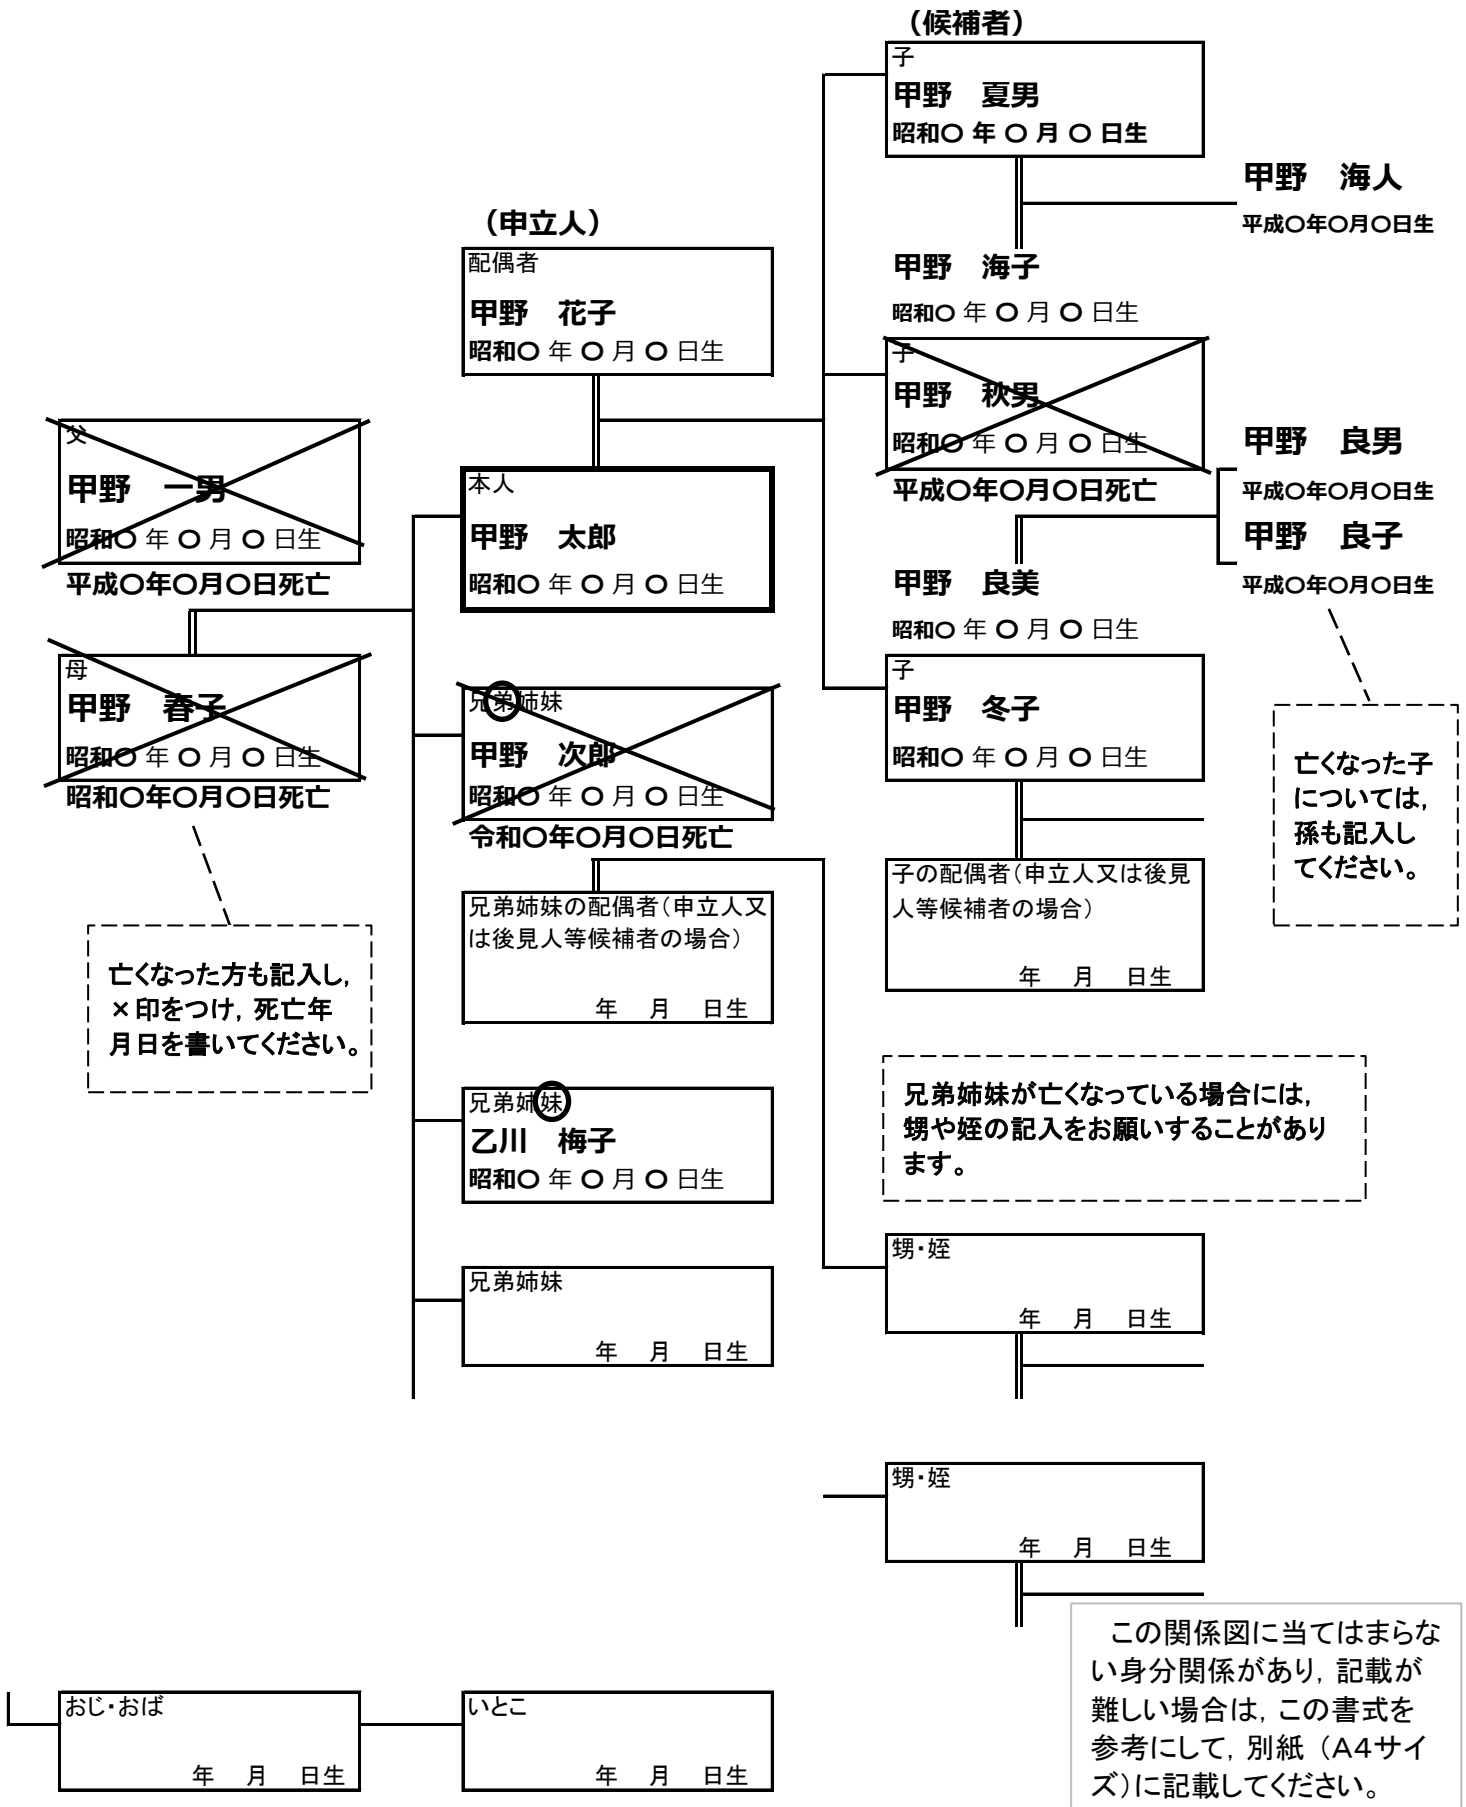 （候補者）
子
甲野　夏男
昭和〇 年 〇 月 〇 日生
甲野　海人
平成〇年〇月〇日生
甲野　海子
昭和〇 年 〇 月 〇 日生
（申立人）
配偶者
甲野　花子
昭和〇 年 〇 月 〇 日生
子
甲野　秋男
昭和〇 年 〇 月 〇 日生
平成〇年〇月〇日死亡
甲野　良男
平成〇年〇月〇日生
甲野　良子
平成〇年〇月〇日生
甲野　良美
昭和〇 年 〇 月 〇 日生
父
甲野　一男
昭和〇 年 〇 月 〇 日生
平成〇年〇月〇日死亡
本人
甲野　太郎
昭和〇 年 〇 月 〇 日生
母
甲野　春子
昭和〇 年 〇 月 〇 日生
昭和〇年〇月〇日死亡
兄弟姉妹
甲野　次郎
昭和〇 年 〇 月 〇 日生
令和〇年〇月〇日死亡
子
甲野　冬子
昭和〇 年 〇 月 〇 日生
亡くなった子
については，
孫も記入し
てください。
兄弟姉妹の配偶者（申立人又
は後見人等候補者の場合）
年　月　日生
子の配偶者（申立人又は後見
人等候補者の場合）
年　月　日生
亡くなった方も記入し，
×印をつけ，死亡年
月日を書いてください。
兄弟姉妹が亡くなっている場合には，
甥や姪の記入をお願いすることがあり
ます。
兄弟姉妹
乙川　梅子
昭和〇 年 〇 月 〇 日生
兄弟姉妹
年　月　日生
甥・姪
年　月　日生
甥・姪
年　月　日生
おじ・おば
年　月　日生
いとこ
年　月　日生
この関係図に当てはまらな
い身分関係があり，記載が
難しい場合は，この書式を
参考にして，別紙（A4サイ
ズ）に記載してください。